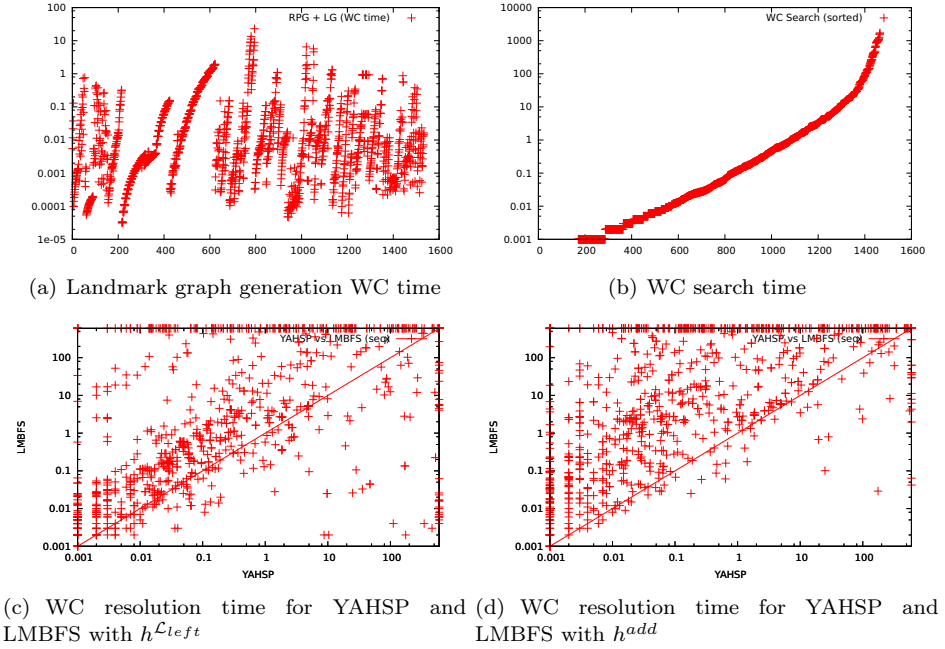 100
10
1
0.1
0.01
0.001
0.0001
1e-05
0 200 400 600 800 1000 1200 1400 1600
RPG + LG (WC time)
(a) Landmark graph generation WC time
10000
1000
100
10
1
0.1
0.01
0.001
0 200 400 600 800 1000 1200 1400 1600
WC Search (sorted)
(b) WC search time
YAHSP vs LMBFS (seq)
100
10
1
0.1
0.01
0.001
LMBFS
0.001 0.01 0.1 1 10 100
YAHSP
(c) WC resolution time for YAHSP and
LMBFS with $h^{\mathcal{L}_{left}}$
YAHSP vs LMBFS (seq)
100
10
1
0.1
0.01
0.001
LMBFS
0.001 0.01 0.1 1 10 100
YAHSP
(d) WC resolution time for YAHSP and
LMBFS with $h^{add}$